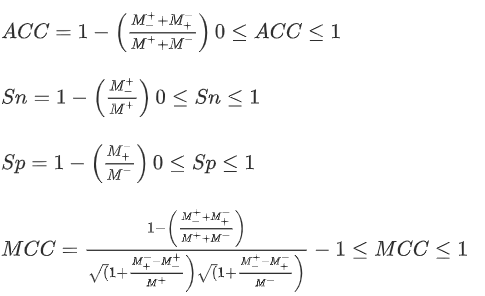 ACC = 1 − (M₋⁺+M₊⁻ / M⁺+M⁻) 0 ≤ ACC ≤ 1
Sn = 1 − (M₋⁺ / M⁺) 0 ≤ Sn ≤ 1
Sp = 1 − (M₊⁻ / M⁻) 0 ≤ Sp ≤ 1
MCC = 1−(M₋⁺+M₊⁻ / M⁺+M⁻) / √(1+ M₊⁻−M₋⁺ / M⁺) √(1+ M₋⁺−M₊⁻ / M⁻) − 1 ≤ MCC ≤ 1